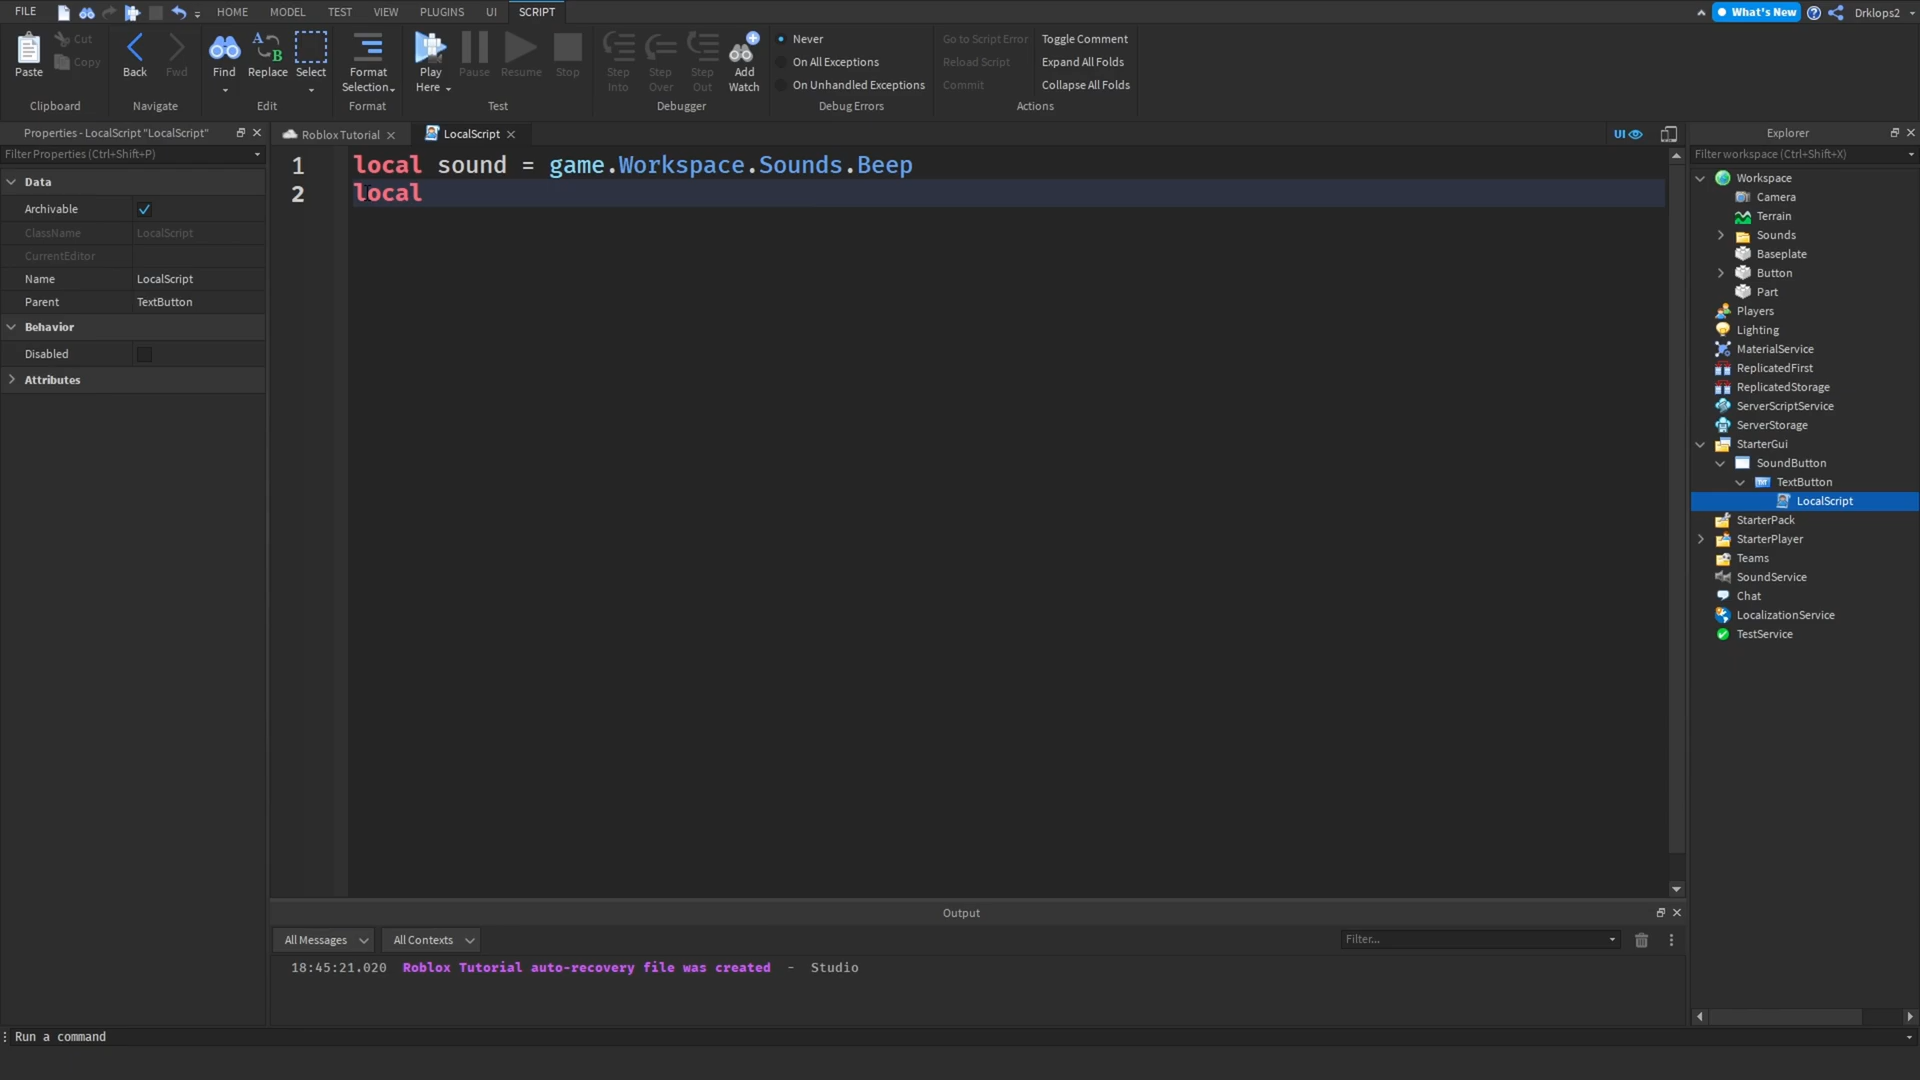 FILE HOME MODEL TEST VIEW PLUGINS UI SCRIPT What's New Drklops2
Paste Cut Copy Back Fwd Find Replace Select Format Selection Play Here Pause Resume Stop Step Into Step Over Step Out Add Watch
Never
On All Exceptions
On Unhandled Exceptions
Go to Script Error
Reload Script
Commit
Toggle Comment
Expand All Folds
Collapse All Folds
Clipboard Navigate Edit Format Test Debugger Debug Errors Actions
Properties - LocalScript "LocalScript"
Filter Properties (Ctrl+Shift+P)
Data
Archivable
ClassName LocalScript
CurrentEditor
Name LocalScript
Parent TextButton
Behavior
Disabled
Attributes
Roblox Tutorial LocalScript UI
1 local sound = game.Workspace.Sounds.Beep
2 local
Explorer
Filter workspace (Ctrl+Shift+X)
Workspace
Camera
Terrain
Sounds
Baseplate
Button
Part
Players
Lighting
MaterialService
ReplicatedFirst
ReplicatedStorage
ServerScriptService
ServerStorage
StarterGui
SoundButton
TextButton
LocalScript
StarterPack
StarterPlayer
Teams
SoundService
Chat
LocalizationService
TestService
Output
All Messages All Contexts Filter...
18:45:21.020 Roblox Tutorial auto-recovery file was created - Studio
Run a command